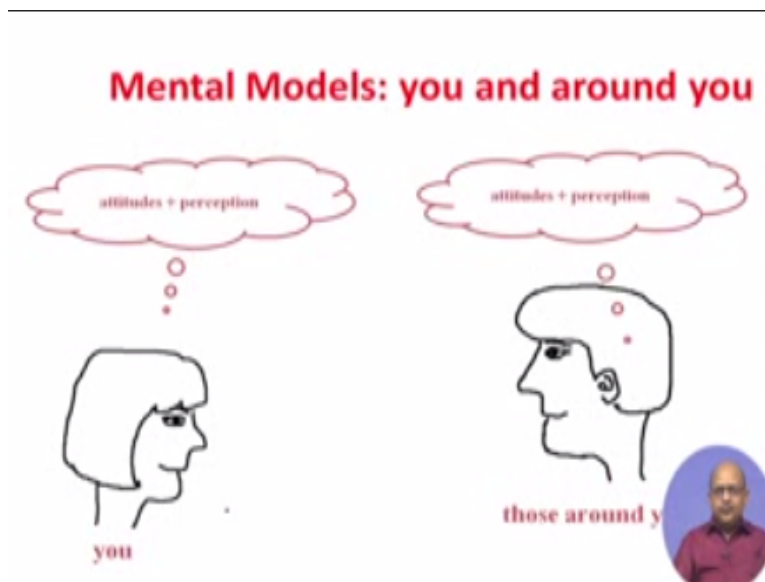 Mental Models: you and around you
attitudes + perception
attitudes + perception
you
those around y